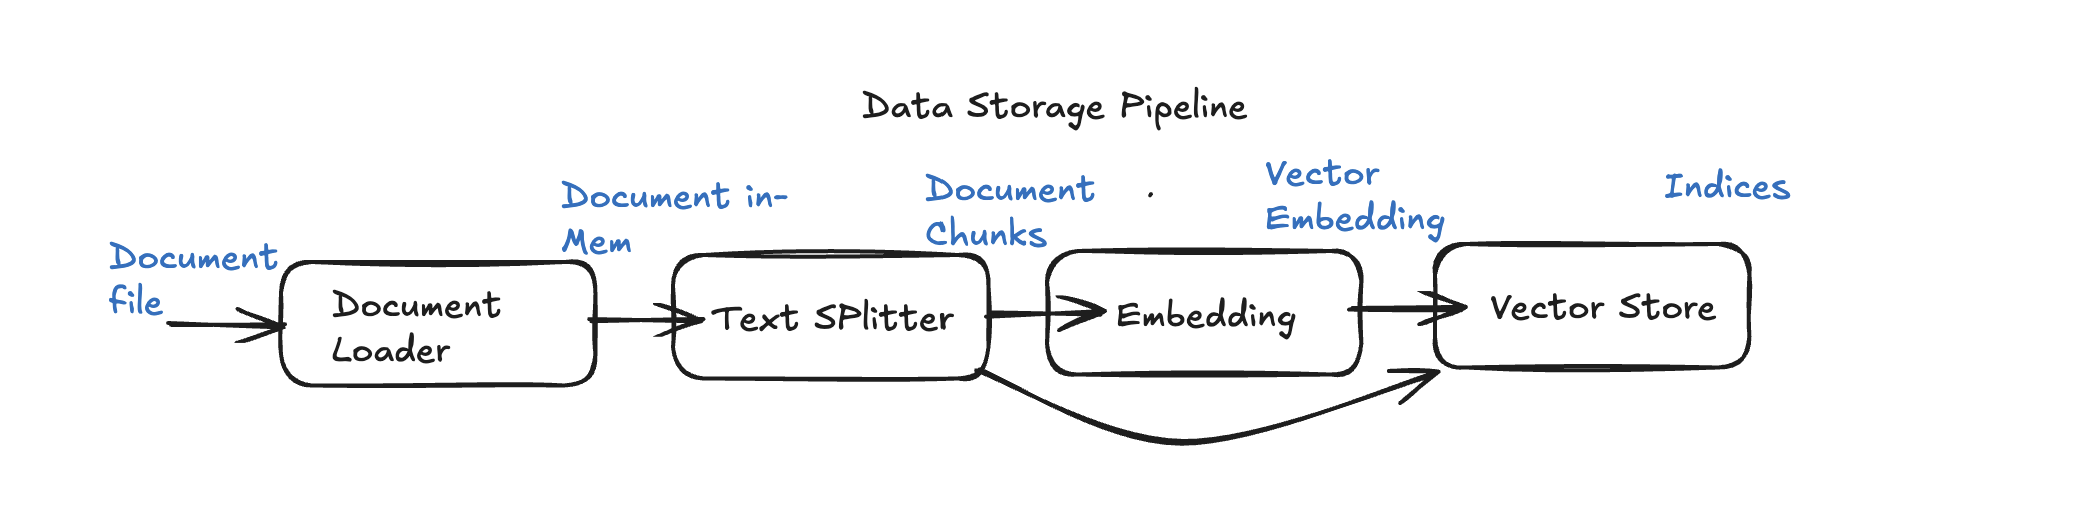 Data Storage Pipeline
Document
file
Document
Loader
Document in-
Mem
Text SPlitter
Document
Chunks
Embedding
Vector
Embedding
Vector Store
Indices